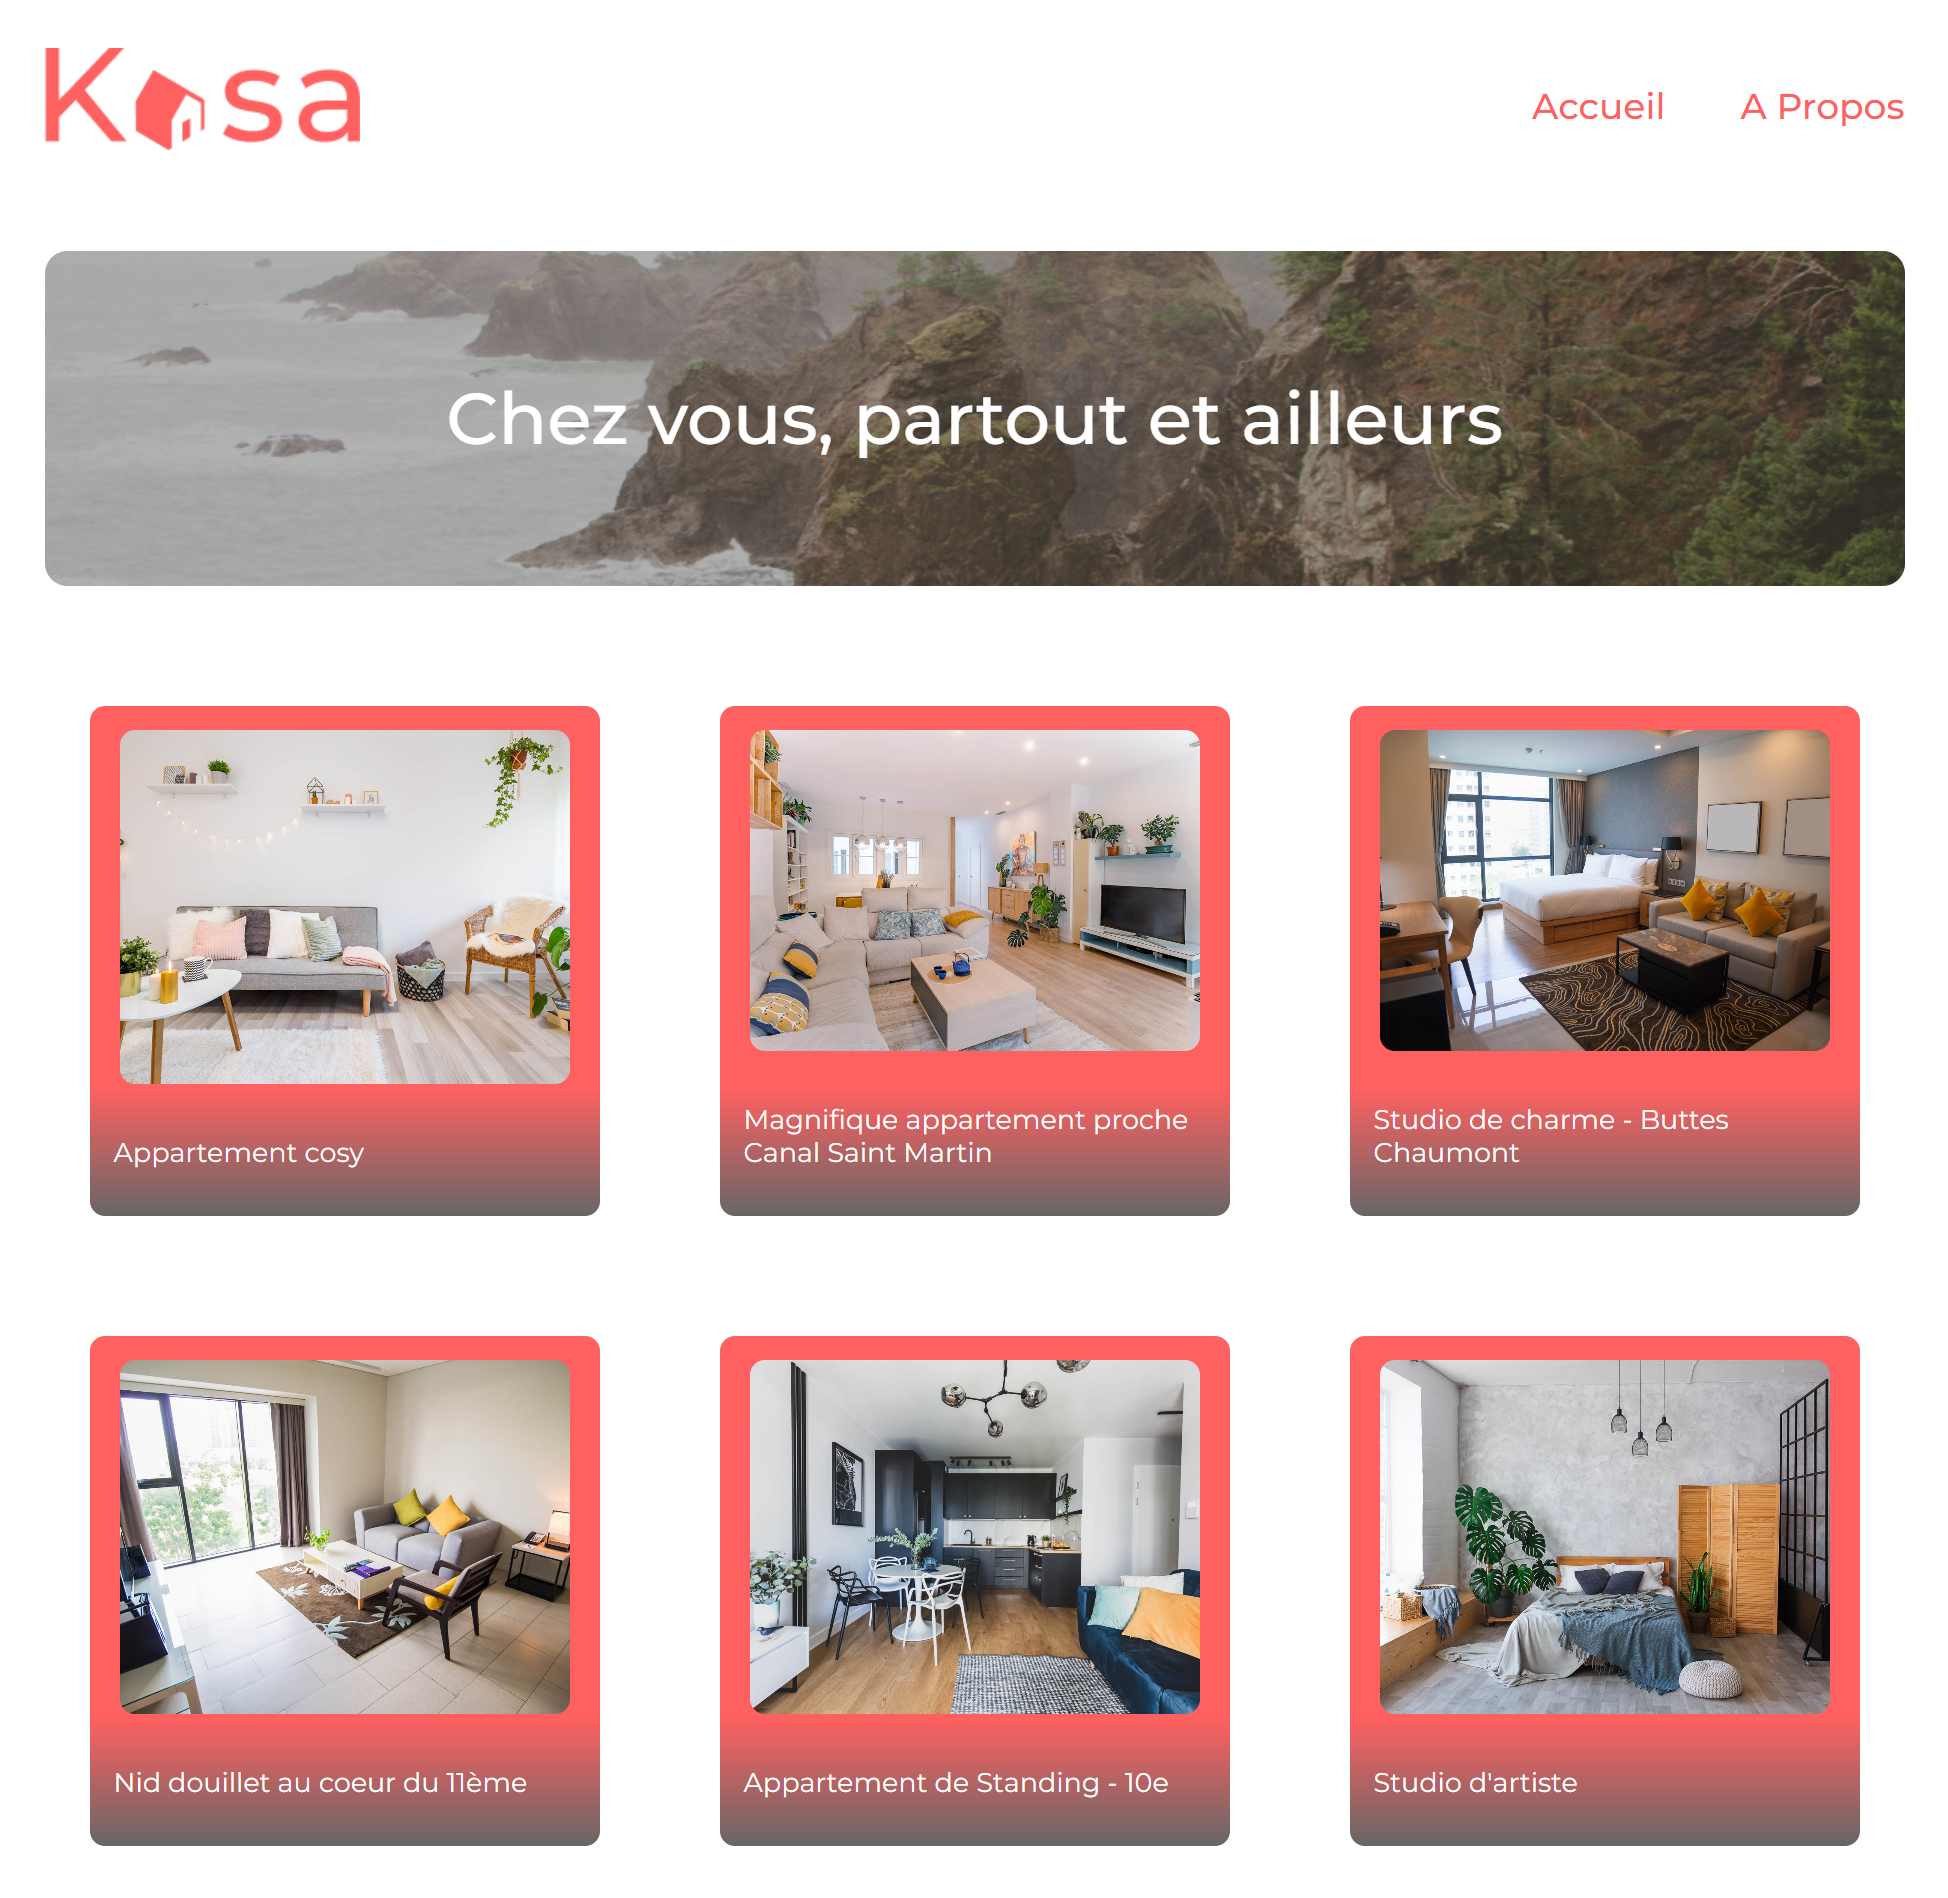 Kasa
Accueil
A Propos
Chez vous, partout et ailleurs
Appartement cosy
Magnifique appartement proche
Canal Saint Martin
Studio de charme - Buttes
Chaumont
Nid douillet au coeur du 11ème
Appartement de Standing - 10e
Studio d'artiste